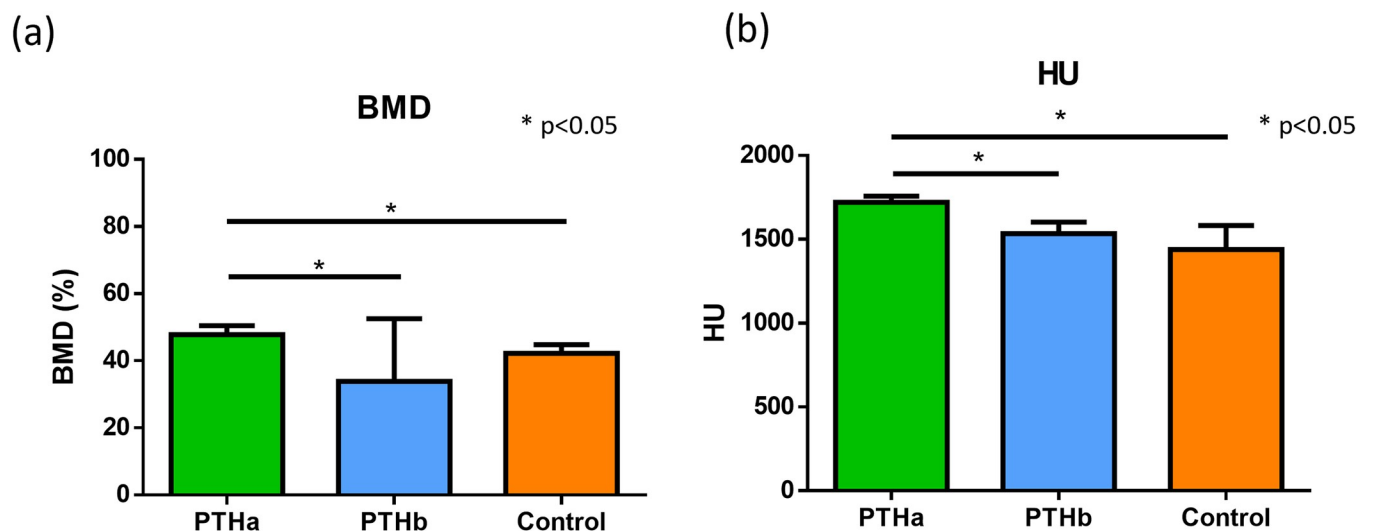 (a)
BMD
* p<0.05
100
80
60
40
20
0
BMD (%)
*
*
PTHa PTHb Control
(b)
HU
* p<0.05
2000
1500
1000
500
0
HU
*
*
PTHa PTHb Control